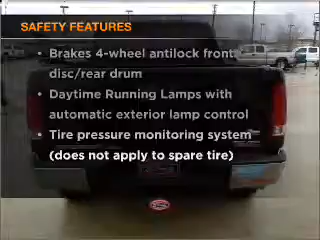 SAFETY FEATURES
• Brakes 4-wheel antilock front
disc/rear drum
• Daytime Running Lamps with
automatic exterior lamp control
• Tire pressure monitoring system
(does not apply to spare tire)